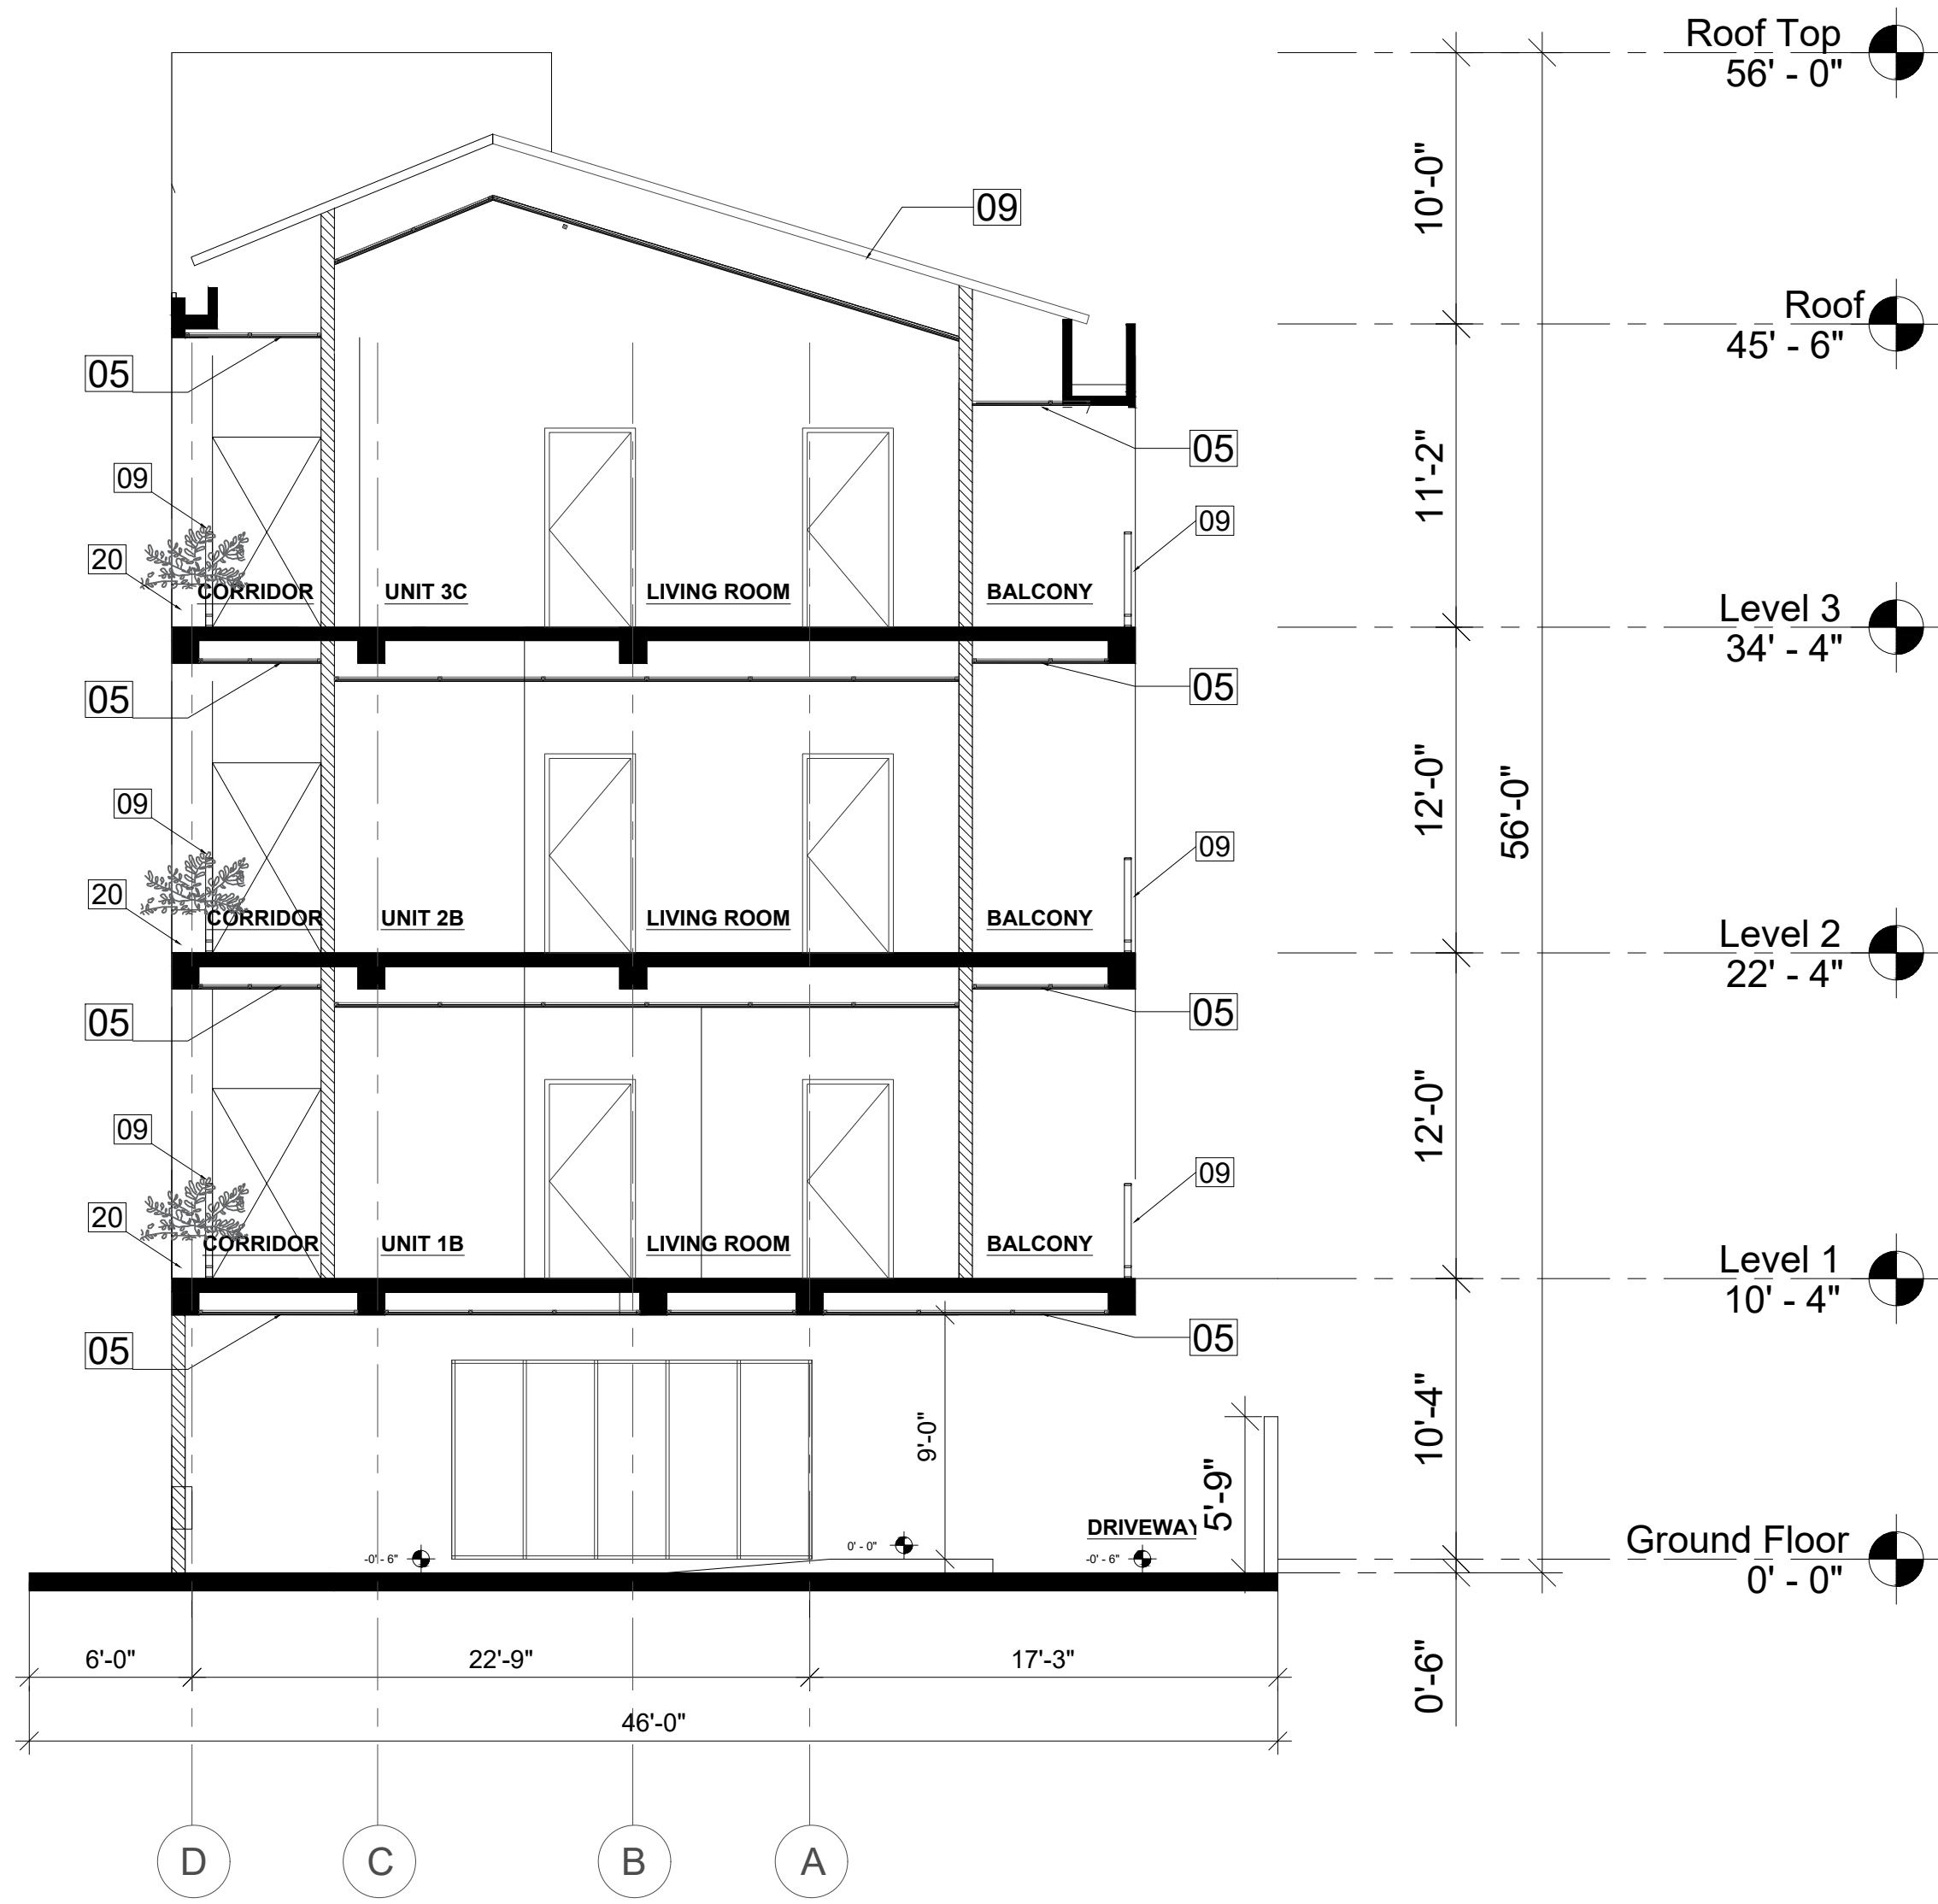 Roof Top
56' - 0"
10'-0"
09
Roof
45' - 6"
05
11'-2"
05
09
09
20
CORRIDOR
UNIT 3C
LIVING ROOM
BALCONY
Level 3
34' - 4"
05
05
12'-0"
56'-0"
09
09
20
CORRIDOR
UNIT 2B
LIVING ROOM
BALCONY
Level 2
22' - 4"
05
05
12'-0"
09
09
20
CORRIDOR
UNIT 1B
LIVING ROOM
BALCONY
Level 1
10' - 4"
05
05
10'-4"
9'-0"
5'-9"
DRIVEWAY
-0' - 6"
0' - 0"
-0' - 6"
Ground Floor
0' - 0"
6'-0"
22'-9"
17'-3"
0'-6"
46'-0"
D
C
B
A